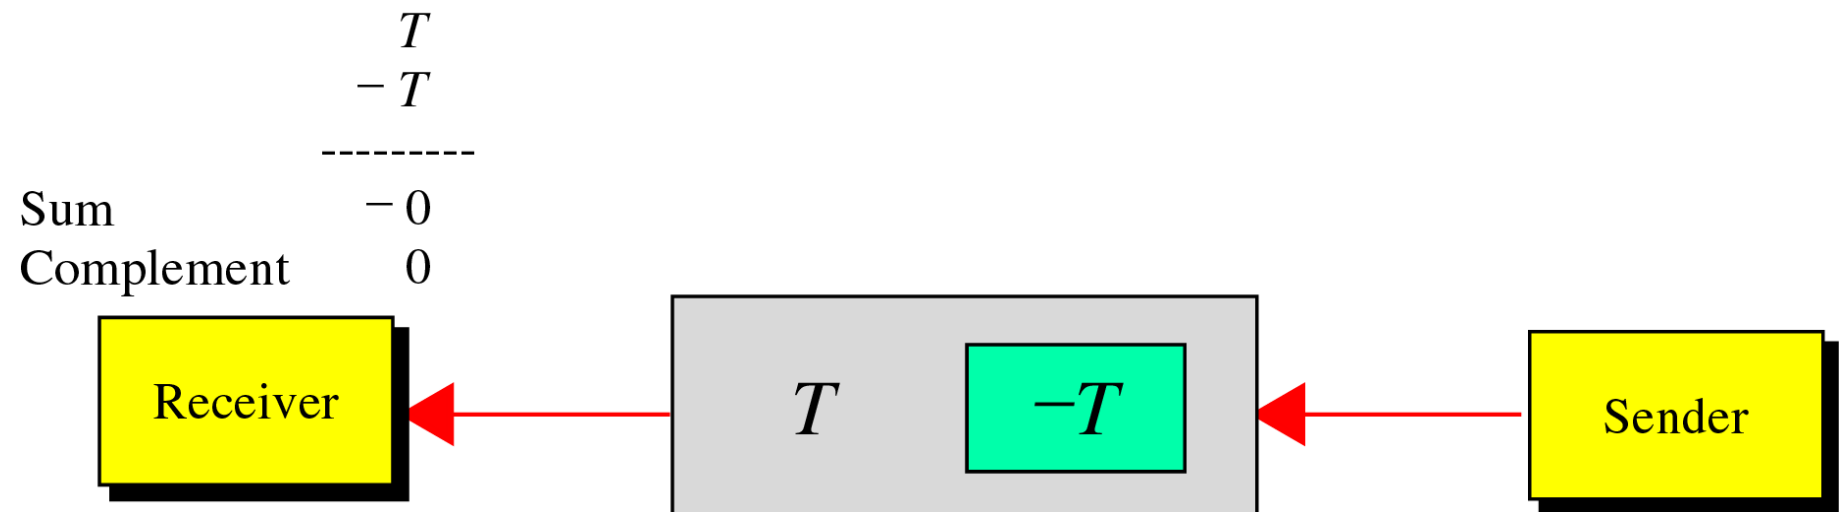 T
− T
---------
Sum − 0
Complement 0
Receiver
T
−T
Sender